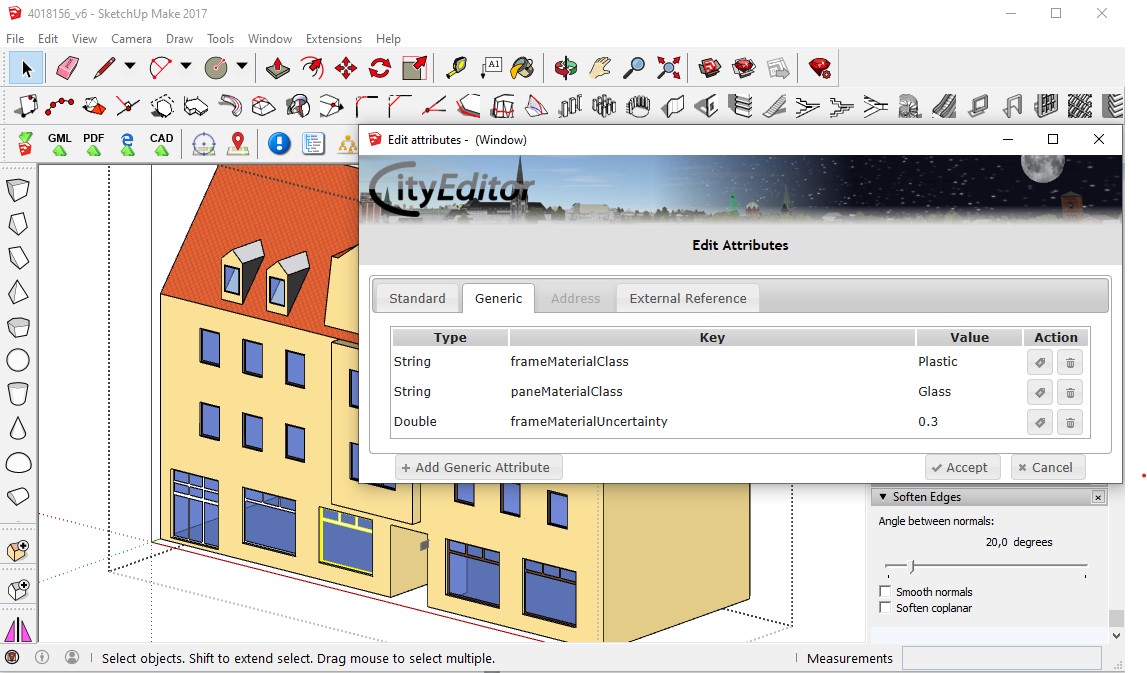 4018156_v6 - SketchUp Make 2017
File Edit View Camera Draw Tools Window Extensions Help
A1
GML PDF CAD
Edit attributes - (Window)
CityEditor
Edit Attributes
Standard Generic Address External Reference
Type Key Value Action
String frameMaterialClass Plastic
String paneMaterialClass Glass
Double frameMaterialUncertainty 0.3
+ Add Generic Attribute Accept Cancel
Soften Edges
Angle between normals:
20,0 degrees
Smooth normals
Soften coplanar
Select objects. Shift to extend select. Drag mouse to select multiple. Measurements